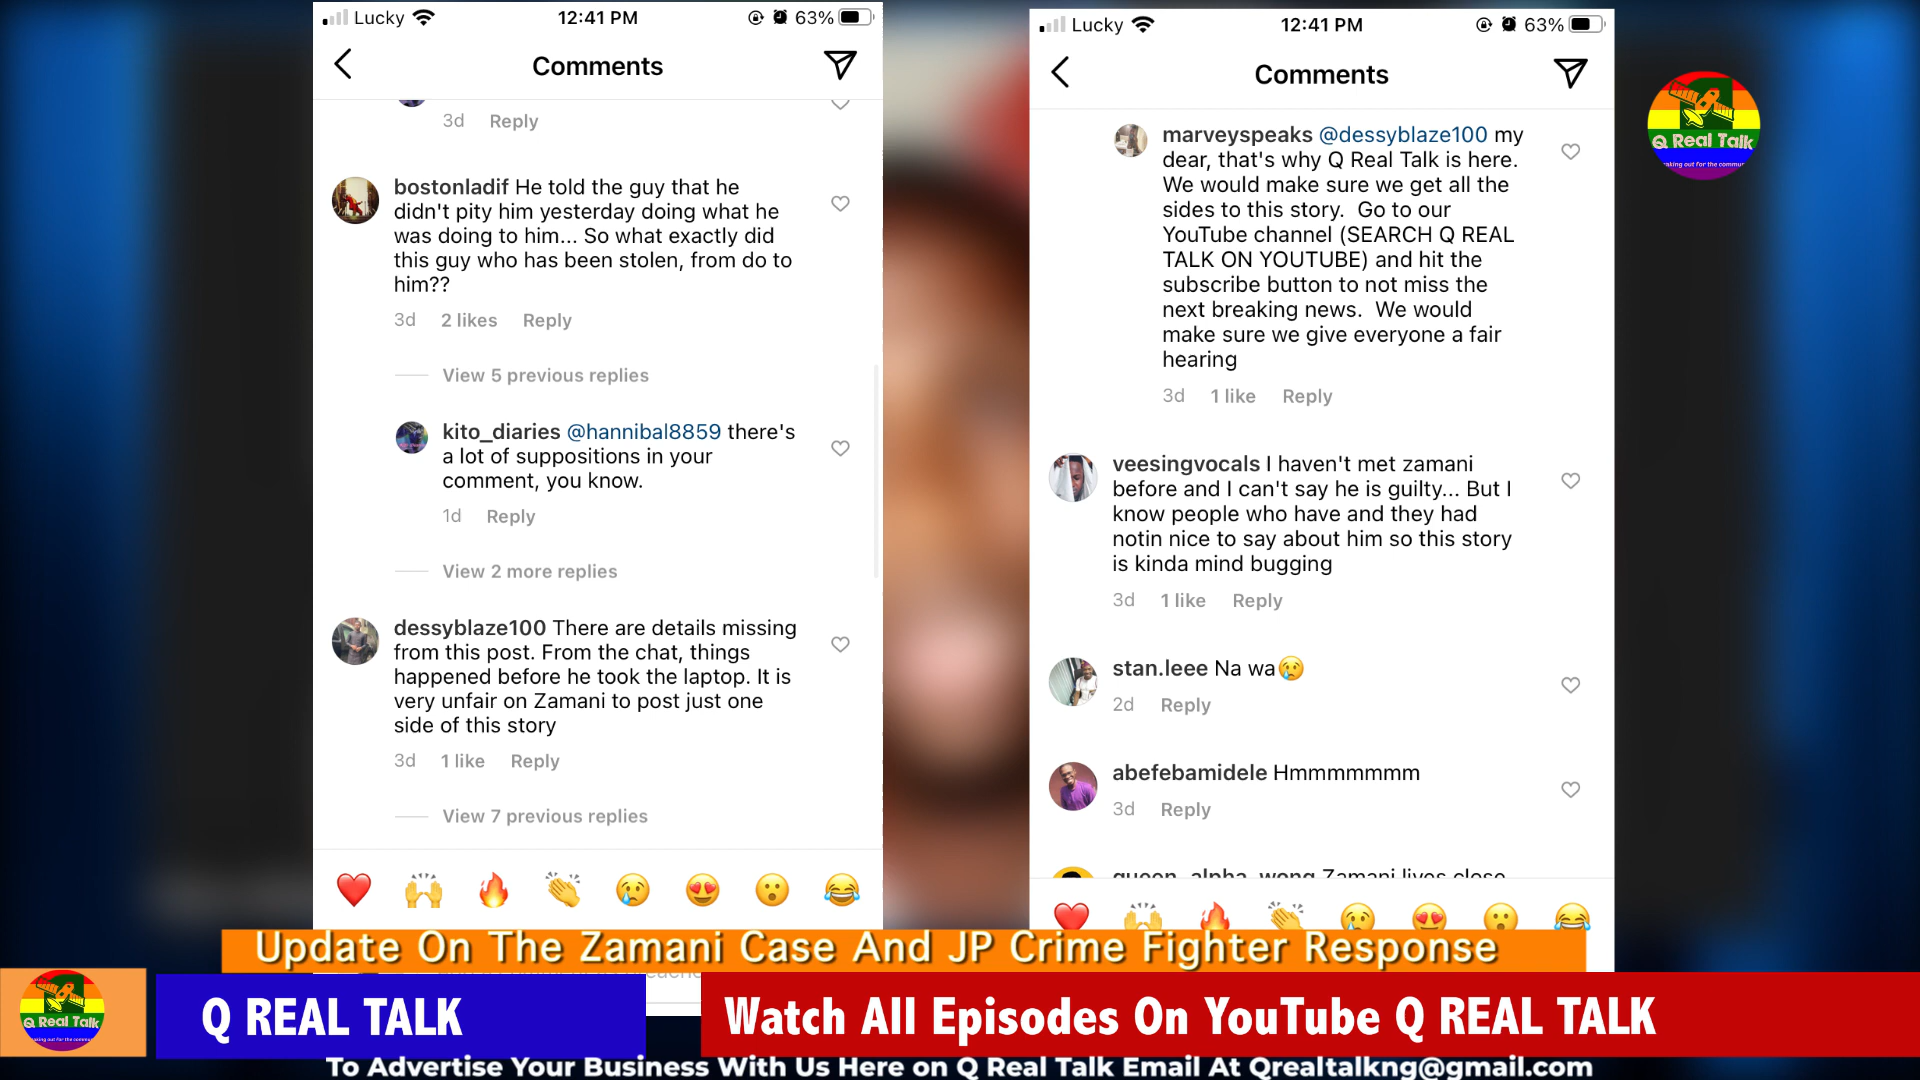 Lucky
12:41 PM
63%
Comments
3d Reply
bostonladif He told the guy that he
didn't pity him yesterday doing what he
was doing to him... So what exactly did
this guy who has been stolen, from do to
him??
3d 2 likes Reply
View 5 previous replies
kito_diaries @hannibal8859 there's
a lot of suppositions in your
comment, you know.
1d Reply
View 2 more replies
dessyblaze100 There are details missing
from this post. From the chat, things
happened before he took the laptop. It is
very unfair on Zamani to post just one
side of this story
3d 1 like Reply
View 7 previous replies
Lucky
12:41 PM
63%
Comments
marveyspeaks @dessyblaze100 my
dear, that's why Q Real Talk is here.
We would make sure we get all the
sides to this story. Go to our
YouTube channel (SEARCH Q REAL
TALK ON YOUTUBE) and hit the
subscribe button to not miss the
next breaking news. We would
make sure we give everyone a fair
hearing
3d 1 like Reply
veesingvocals I haven't met zamani
before and I can't say he is guilty... But I
know people who have and they had
notin nice to say about him so this story
is kinda mind bugging
3d 1 like Reply
stan.leee Na wa😢
2d Reply
abefebamidele Hmmmmmmm
3d Reply
queen_alpha_wong Zamani lives close
❤️ 🙌 🔥 👏 😢 😍 😮 😂
❤️ 🙌 🔥 👏 😢 😍 😮 😂
Q Real Talk
Update On The Zamani Case And JP Crime Fighter Response
Q Real Talk
Q REAL TALK
Watch All Episodes On YouTube Q REAL TALK
To Advertise Your Business With Us Here on Q Real Talk Email At Qrealtalkng@gmail.com